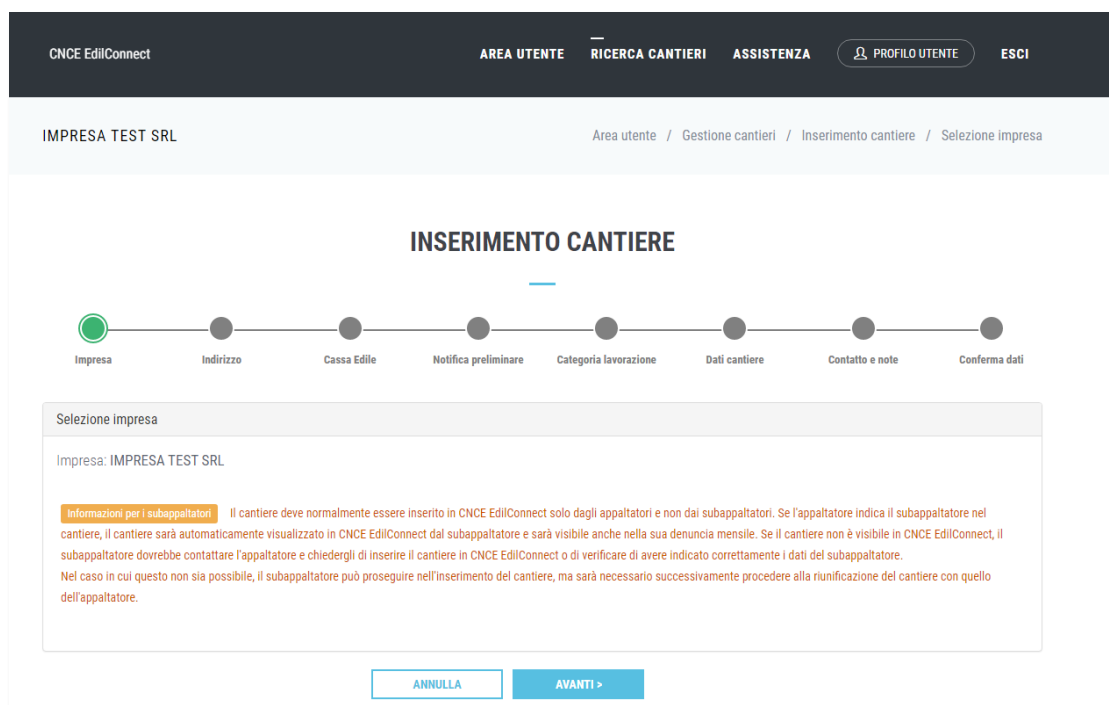 CNCE EdilConnect
AREA UTENTE RICERCA CANTIERI ASSISTENZA PROFILO UTENTE ESCI
IMPRESA TEST SRL
Area utente / Gestione cantieri / Inserimento cantiere / Selezione impresa
INSERIMENTO CANTIERE
Impresa Indirizzo Cassa Edile Notifica preliminare Categoria lavorazione Dati cantiere Contatto e note Conferma dati
Selezione impresa
Impresa: IMPRESA TEST SRL
Informazioni per i subappaltatori Il cantiere deve normalmente essere inserito in CNCE EdilConnect solo dagli appaltatori e non dai subappaltatori. Se l'appaltatore indica il subappaltatore nel
cantiere, il cantiere sarà automaticamente visualizzato in CNCE EdilConnect dal subappaltatore e sarà visibile anche nella sua denuncia mensile. Se il cantiere non è visibile in CNCE EdilConnect, il
subappaltatore dovrebbe contattare l'appaltatore e chiedergli di inserire il cantiere in CNCE EdilConnect o di verificare di avere indicato correttamente i dati del subappaltatore.
Nel caso in cui questo non sia possibile, il subappaltatore può proseguire nell'inserimento del cantiere, ma sarà necessario successivamente procedere alla riunificazione del cantiere con quello
dell'appaltatore.
ANNULLA AVANTI >